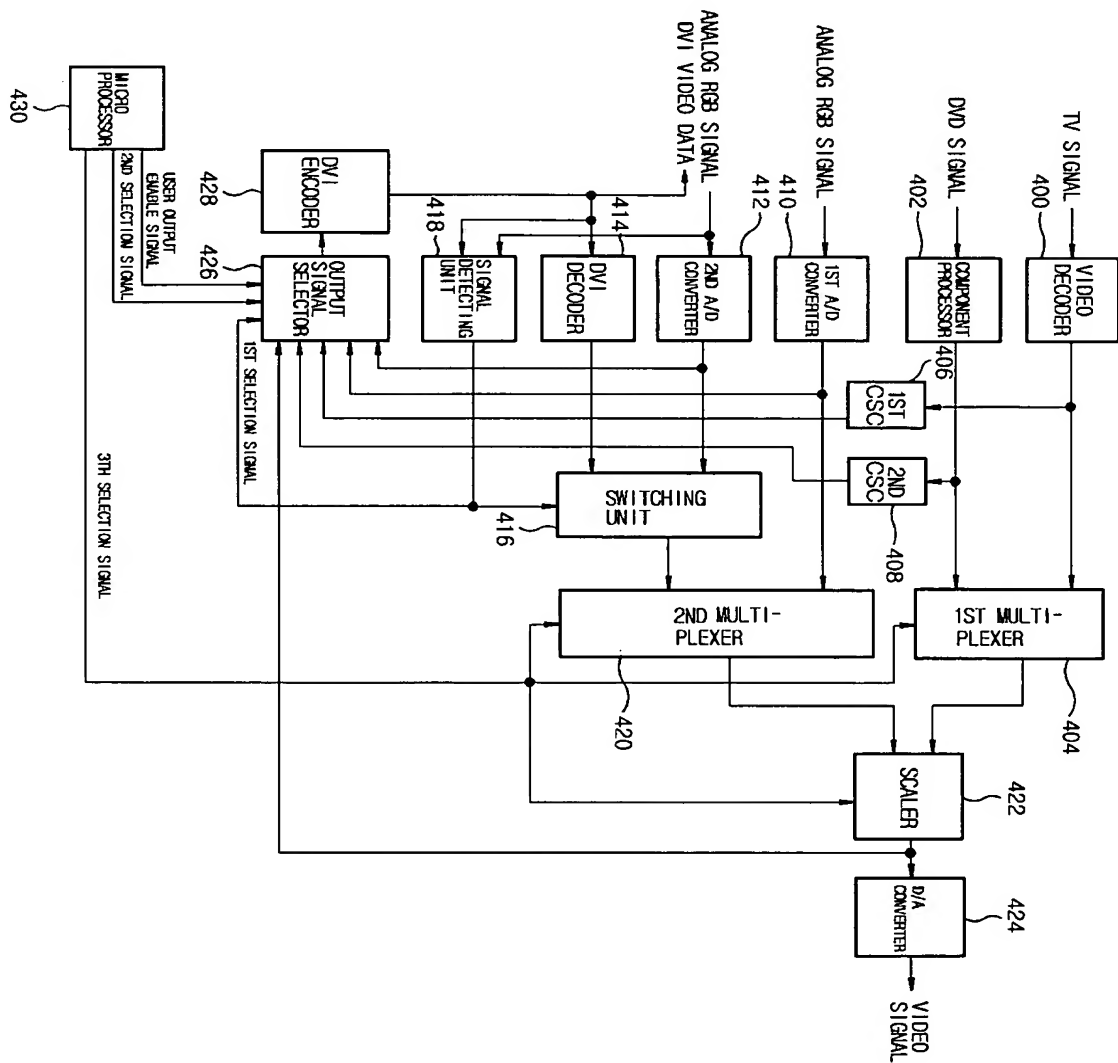 TV SIGNAL
400
VIDEO DECODER
DVD SIGNAL
402
COMPONENT
PROCESSOR
406
1ST
CSC
2ND
CSC
408
1ST MULTI-
PLEXER
404
ANALOG RGB SIGNAL
410
1ST A/D
CONVERTER
ANALOG RGB SIGNAL
DVI VIDEO DATA
412
2ND A/D
CONVERTER
414
DVI
DECODER
418
SIGNAL
DETECTING
UNIT
SWITCHING
UNIT
416
2ND MULTI-
PLEXER
420
SCALER
422
D/A
CONVERTER
424
VIDEO
SIGNAL
DVI
ENCODER
428
OUTPUT
SIGNAL
SELECTOR
426
1ST SELECTION SIGNAL
USER OUTPUT
ENABLE SIGNAL
2ND SELECTION SIGNAL
MICRO
PROCESSOR
430
3TH SELECTION SIGNAL